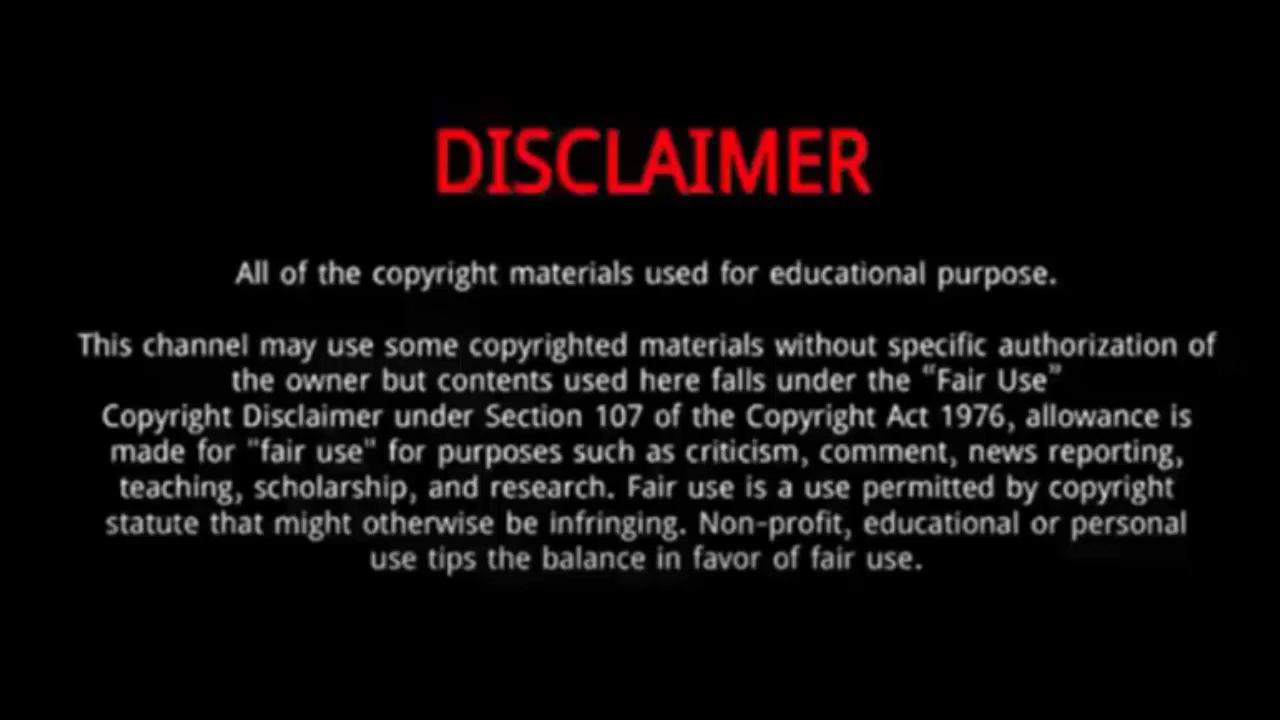 DISCLAIMER
All of the copyright materials used for educational purpose.
This channel may use some copyrighted materials without specific authorization of
the owner but contents used here falls under the “Fair Use”
Copyright Disclaimer under Section 107 of the Copyright Act 1976, allowance is
made for "fair use" for purposes such as criticism, comment, news reporting,
teaching, scholarship, and research. Fair use is a use permitted by copyright
statute that might otherwise be infringing. Non-profit, educational or personal
use tips the balance in favor of fair use.